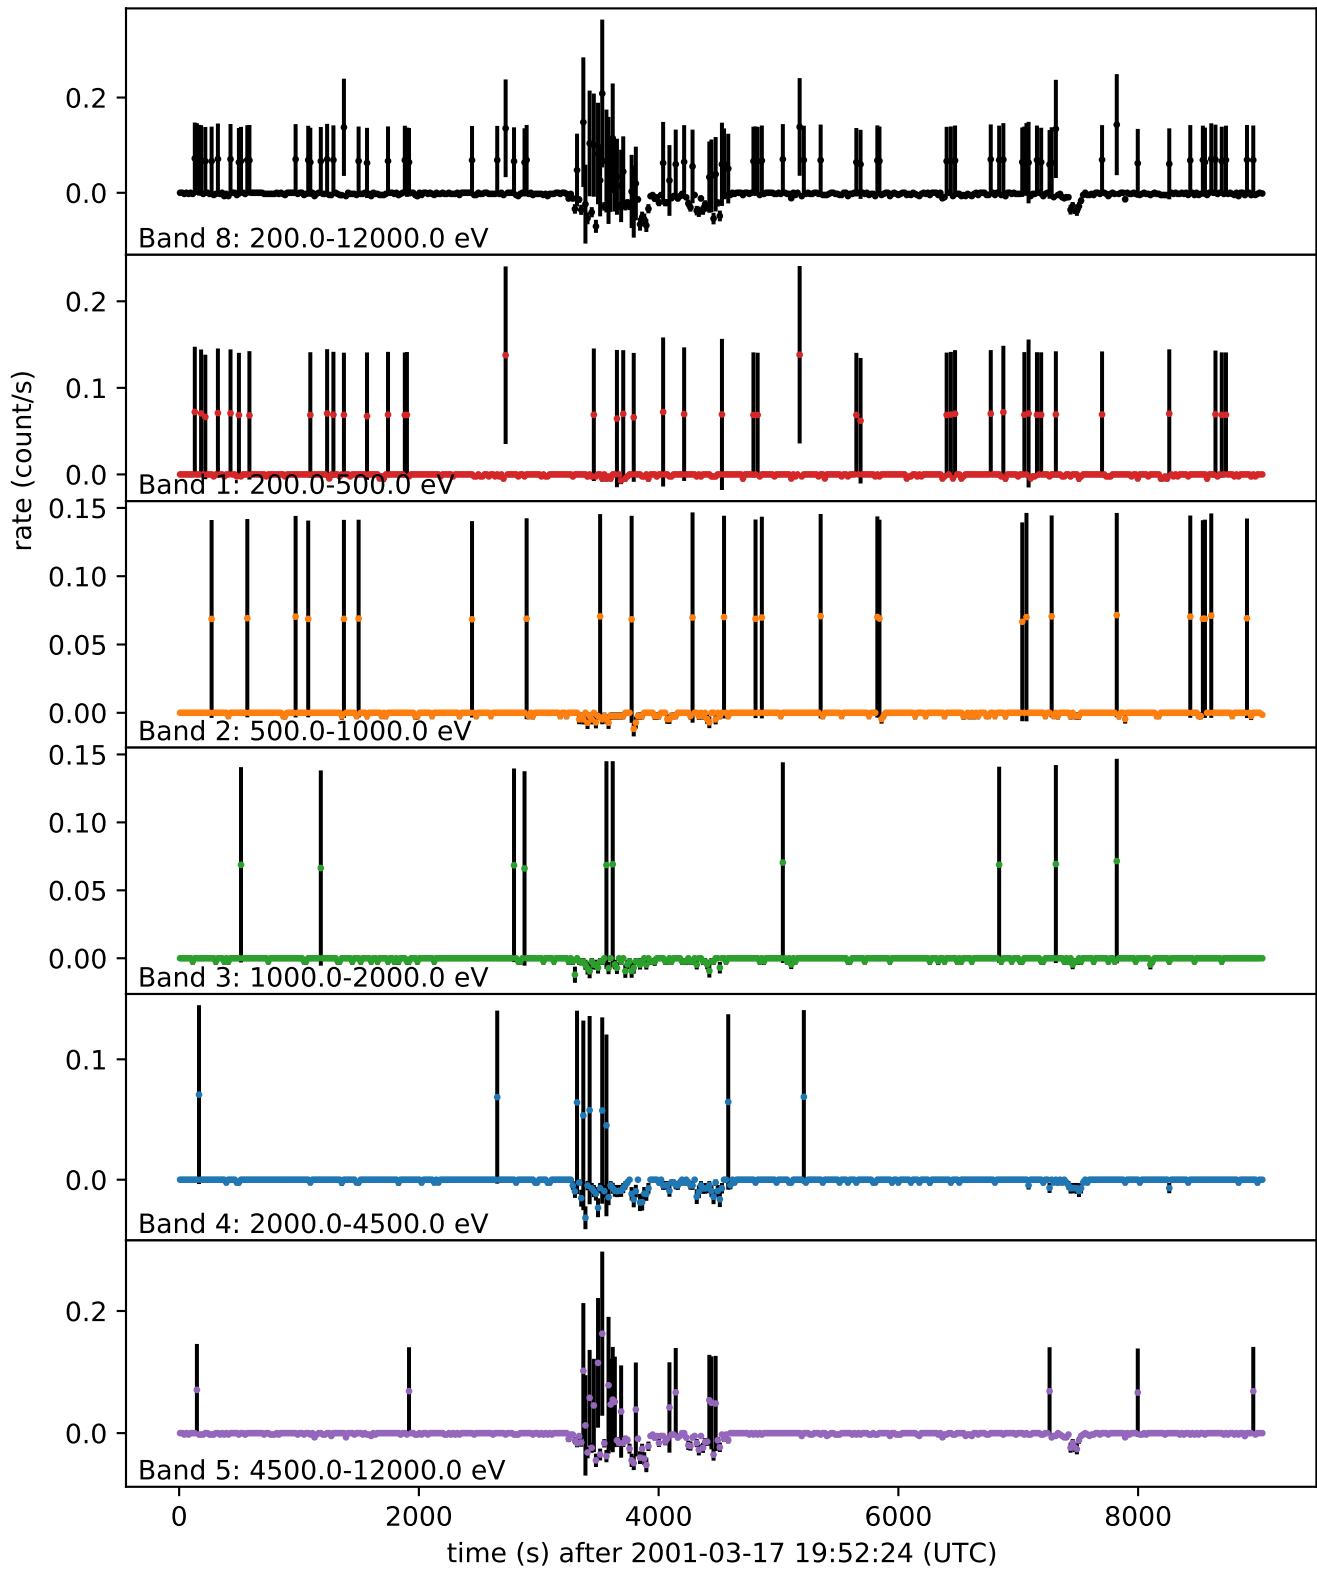 0.2
0.0
Band 8: 200.0-12000.0 eV
0.2
0.1
0.0
Band 1: 200.0-500.0 eV
rate (count/s)
0.15
0.10
0.05
0.00
Band 2: 500.0-1000.0 eV
0.15
0.10
0.05
0.00
Band 3: 1000.0-2000.0 eV
0.1
0.0
Band 4: 2000.0-4500.0 eV
0.2
0.0
Band 5: 4500.0-12000.0 eV
0 2000 4000 6000 8000
time (s) after 2001-03-17 19:52:24 (UTC)